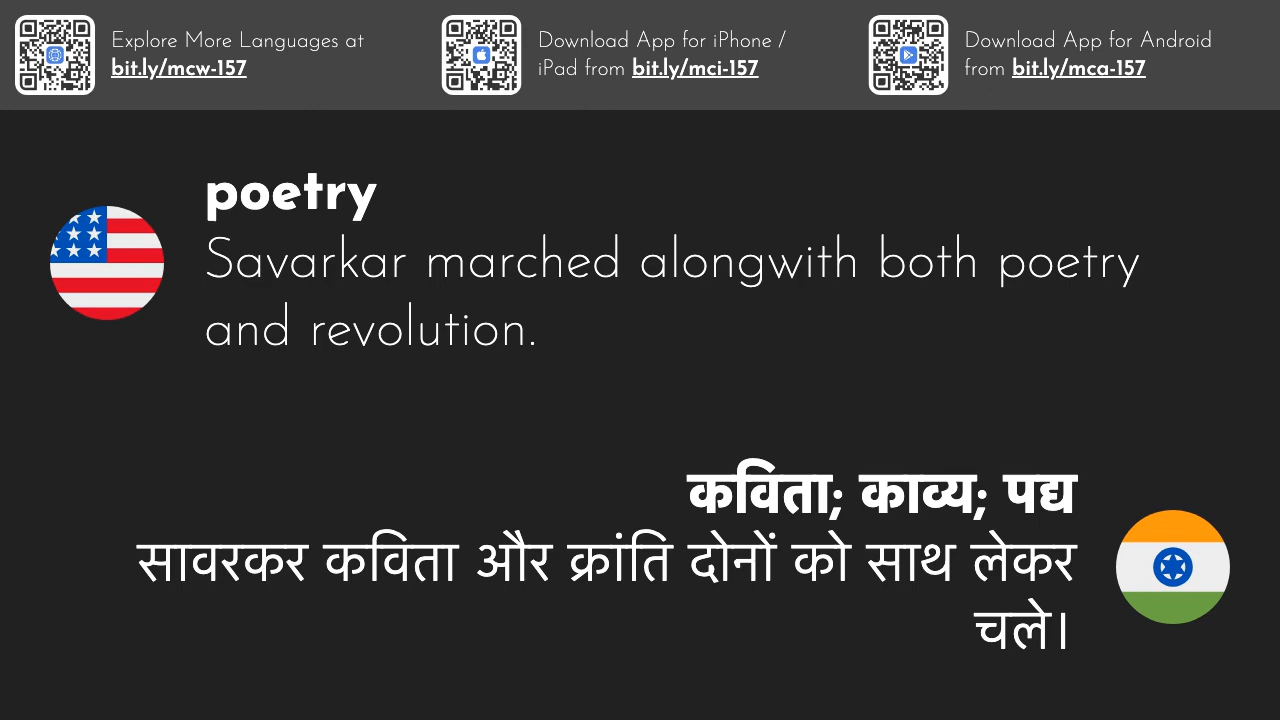 Explore More Languages at
bit.ly/mcw-157
Download App for iPhone /
iPad from bit.ly/mci-157
Download App for Android
from bit.ly/mca-157
poetry
Savarkar marched alongwith both poetry
and revolution.
कविता; काव्य; पद्य
सावरकर कविता और क्रांति दोनों को साथ लेकर
चले।